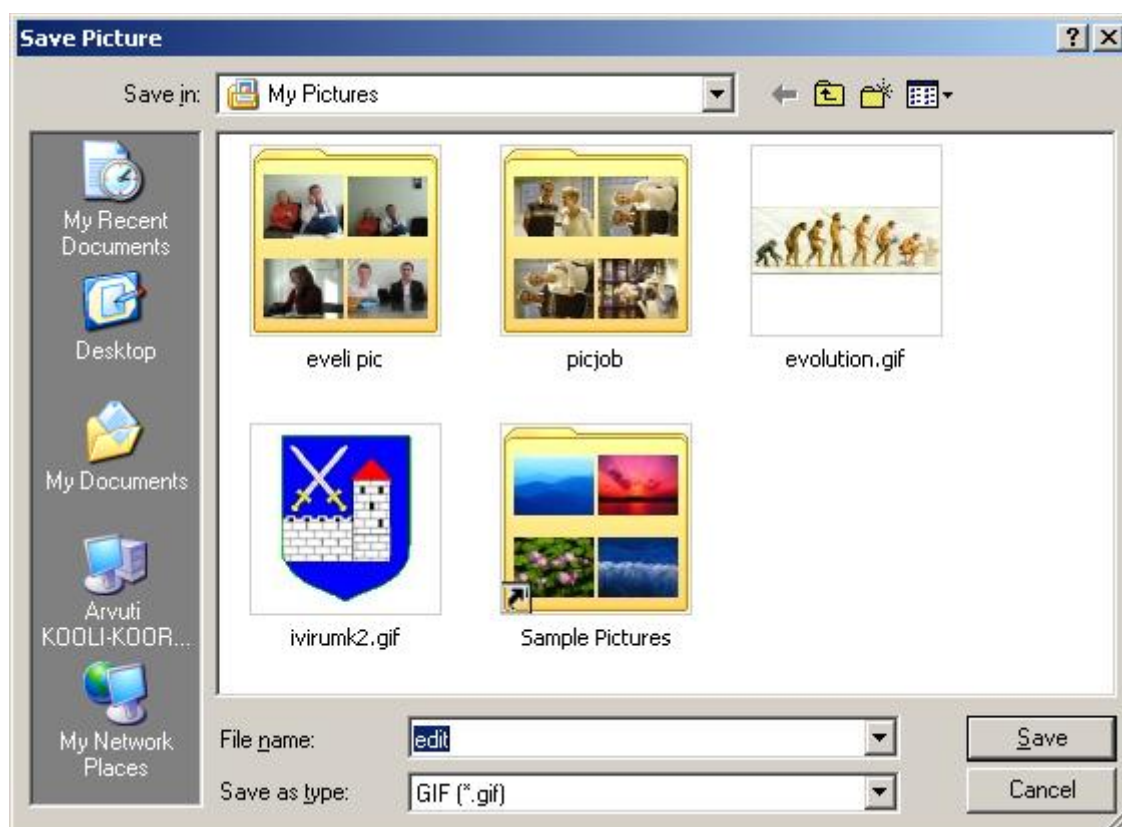 Save Picture
Save in:
My Pictures
My Recent
Documents
Desktop
My Documents
Arvuti
KOOLI-KOOR...
My Network
Places
eveli pic
picjob
evolution.gif
ivirumk2.gif
Sample Pictures
File name:
edit
Save
Save as type:
GIF (*.gif)
Cancel